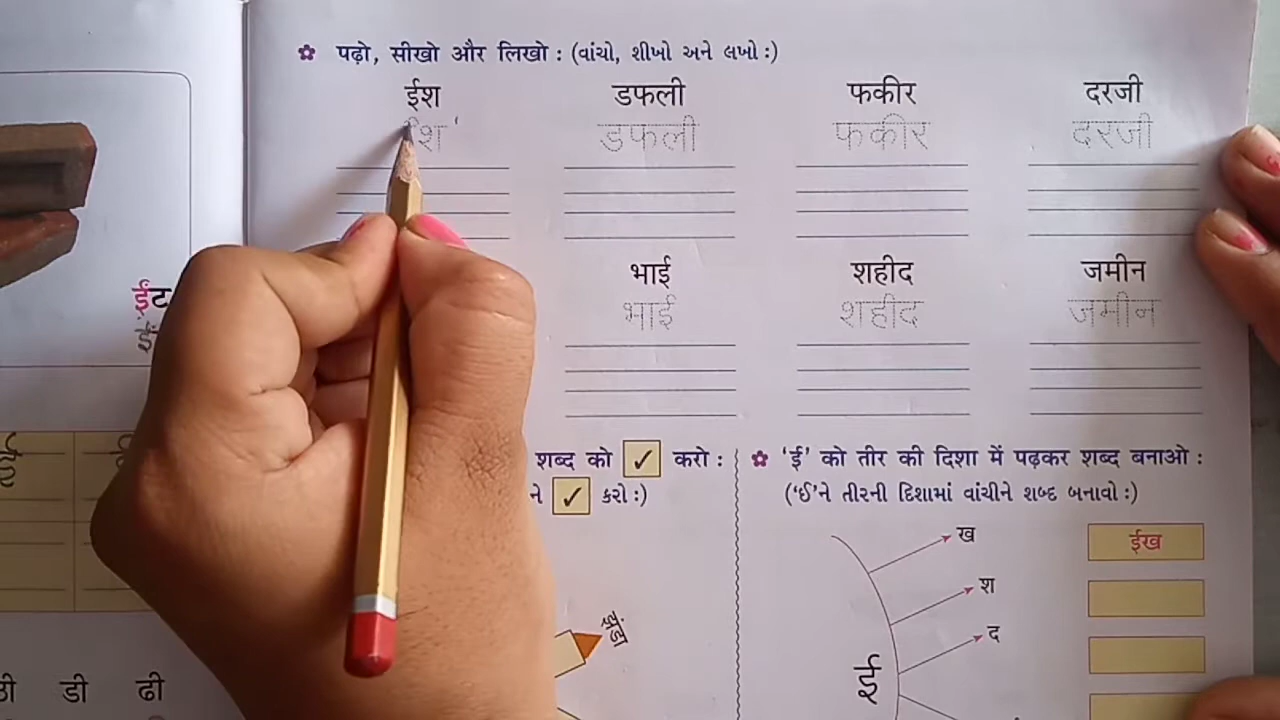 ✿ पढ़ो, सीखो और लिखो : (વાંચો, શીખો અને લખો :)
ईश डफली फकीर दरजी
ईश डफली फकीर दरजी
भाई शहीद जमीन
भाई शहीद जमीन
ईंट
शब्द को ✓ करो :
ને ✓ કરો :)
झंडा
डी ढी
✿ 'ई' को तीर की दिशा में पढ़कर शब्द बनाओ :
('ઈ'ને તીરની દિશામાં વાંચીને શબ્દ બનાવો :)
ख ईख
श
द
ई